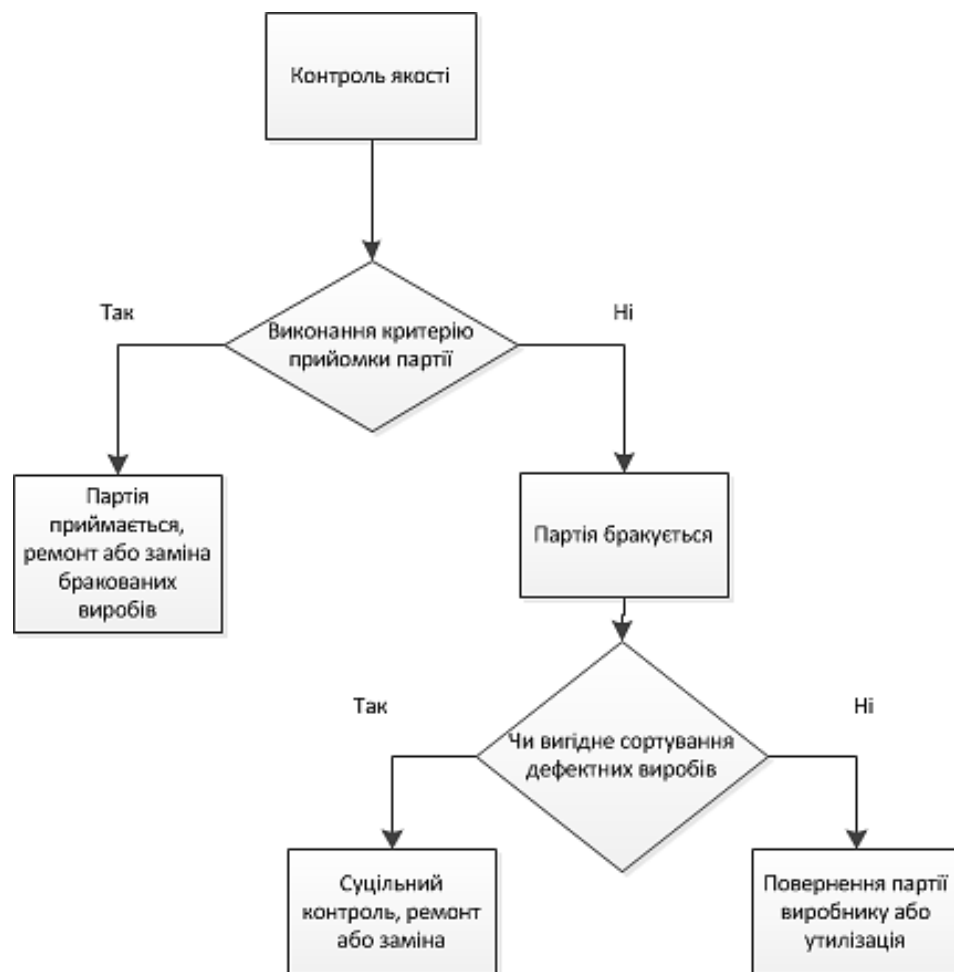 Контроль якості
Так
Ні
Виконання критерію
прийомки партії
Партія
приймається,
ремонт або заміна
бракованих
виробів
Партія бракується
Так
Ні
Чи вигідне сортування
дефектних виробів
Суцільний
контроль, ремонт
або заміна
Повернення партії
виробнику або
утилізація